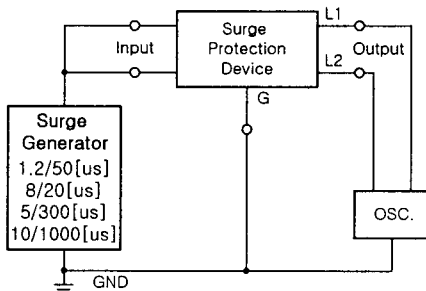 L1
Input
Surge
Protection
Device
Output
L2
G
Surge
Generator
1.2/50[us]
8/20[us]
5/300[us]
10/1000[us]
OSC.
GND